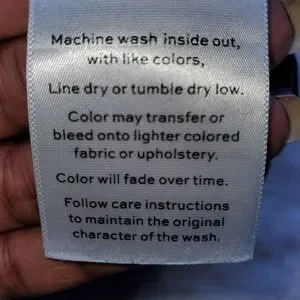 Machine wash inside out,
with like colors,
Line dry or tumble dry low.
Color may transfer or
bleed onto lighter colored
fabric or upholstery.
Color will fade over time.
Follow care instructions
to maintain the original
character of the wash.